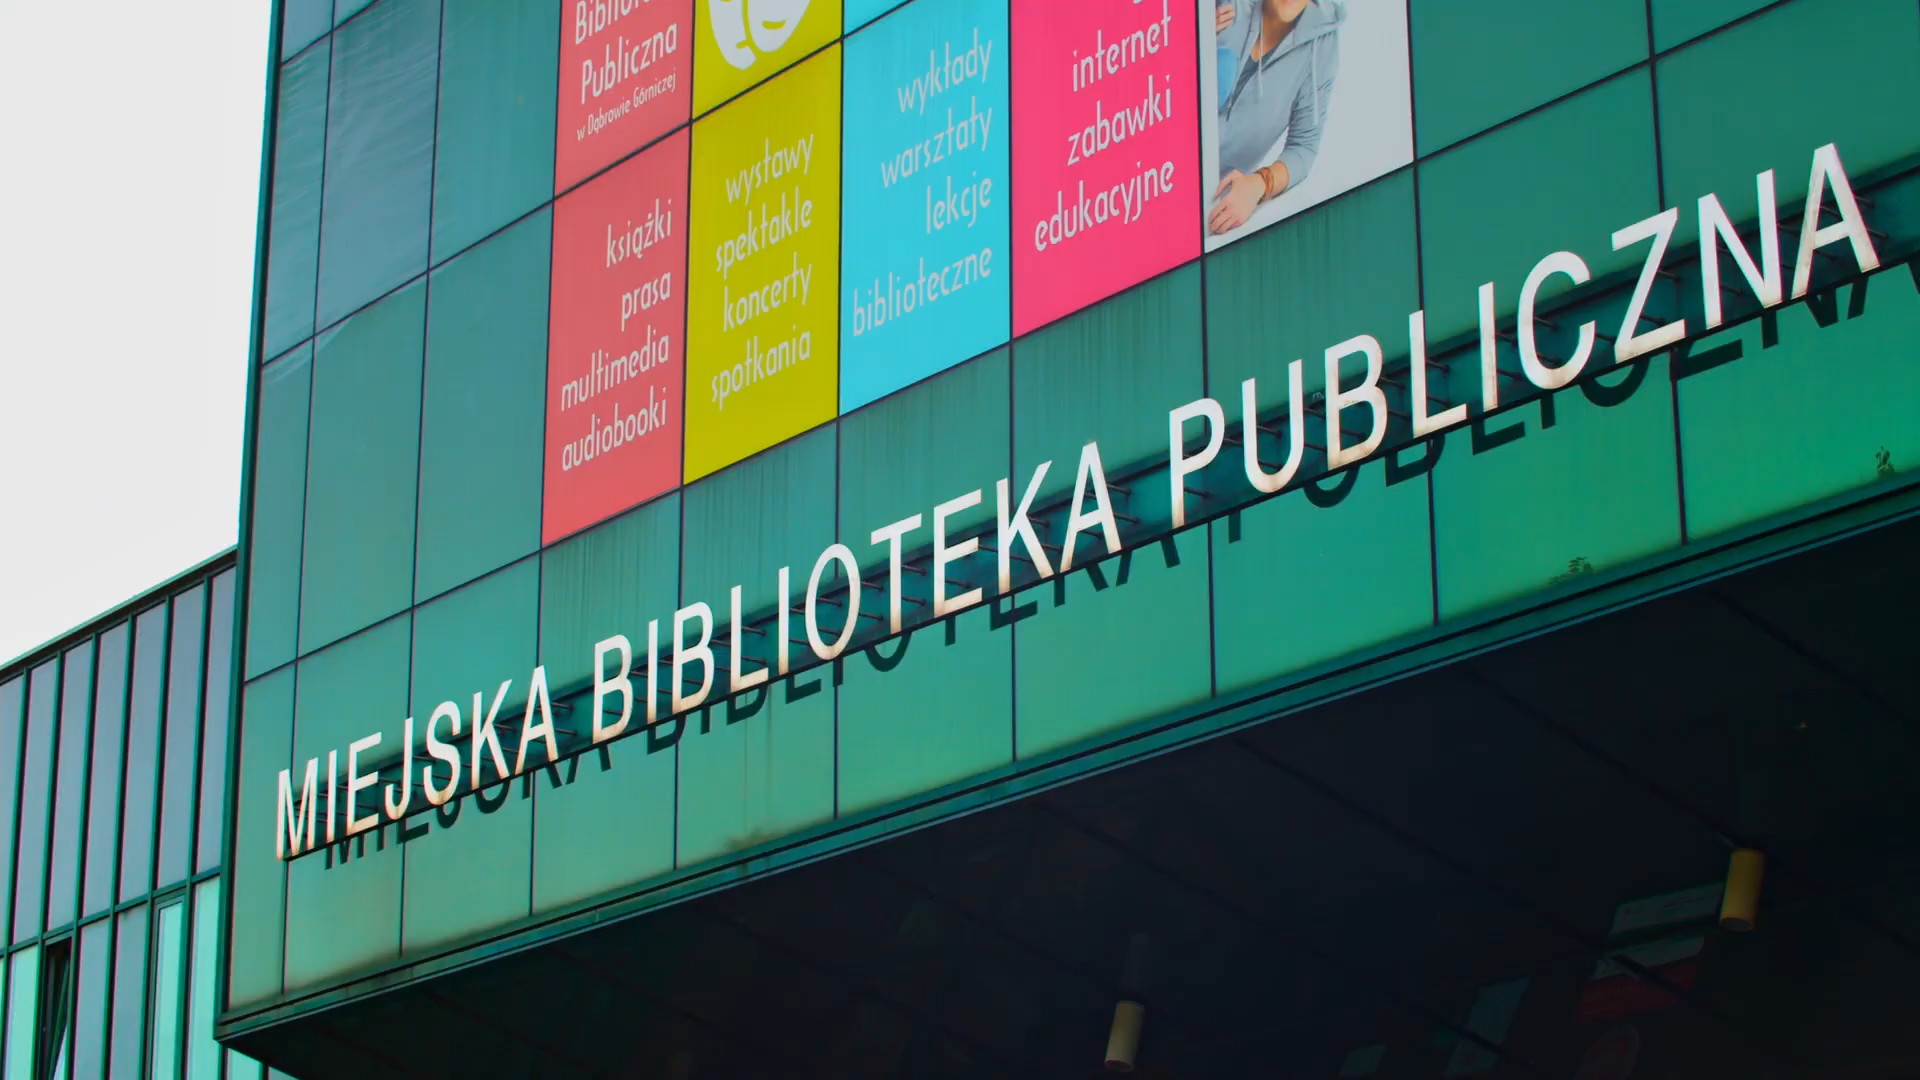 Publiczna
w Dąbrowie Górniczej
książki
prasa
multimedia
audiobooki
wystawy
spektakle
koncerty
spotkania
wykłady
warsztaty
lekcje
biblioteczne
internet
zabawki
edukacyjne
MIEJSKA BIBLIOTEKA PUBLICZNA